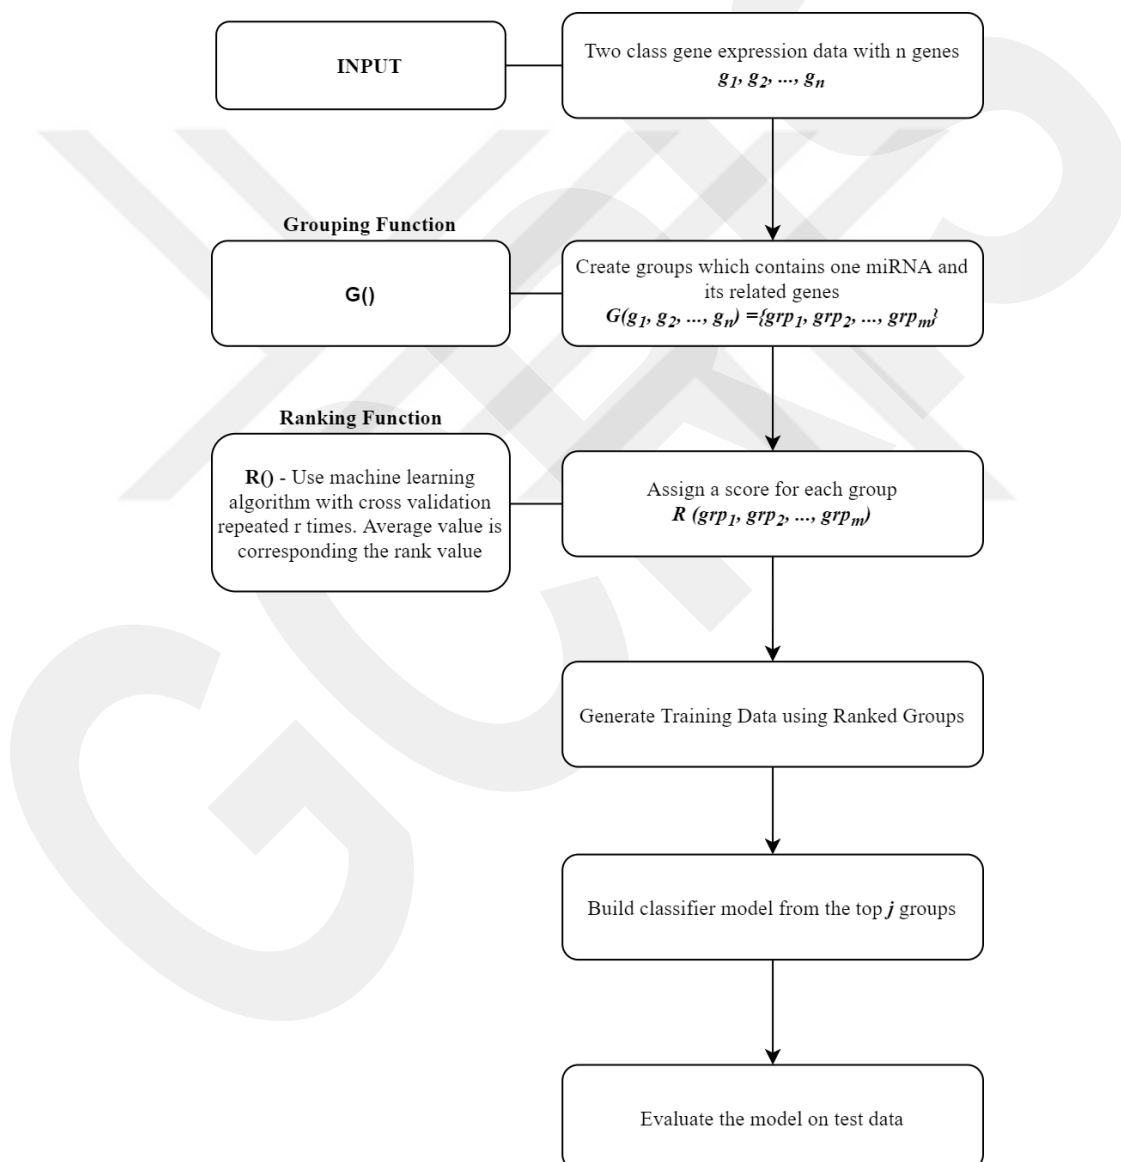 INPUT
Two class gene expression data with n genes
g1, g2, ..., gn
Grouping Function
G()
Create groups which contains one miRNA and
its related genes
G(g1, g2, ..., gn) ={grp1, grp2, ..., grpm}
Ranking Function
R() - Use machine learning
algorithm with cross validation
repeated r times. Average value is
corresponding the rank value
Assign a score for each group
R (grp1, grp2, ..., grpm)
Generate Training Data using Ranked Groups
Build classifier model from the top j groups
Evaluate the model on test data